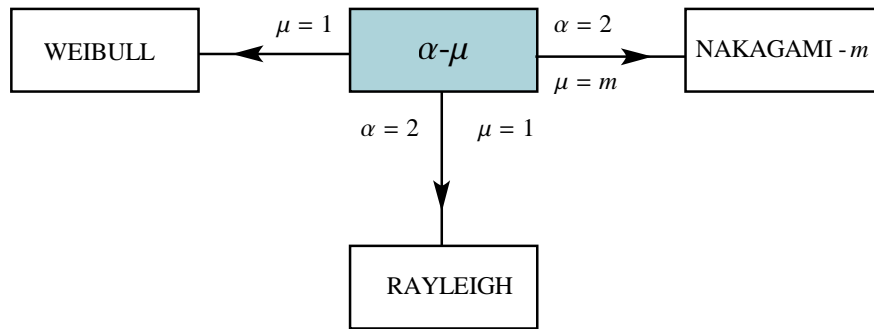 WEIBULL
μ = 1
α-μ
α = 2
μ = m
NAKAGAMI - m
α = 2
μ = 1
RAYLEIGH